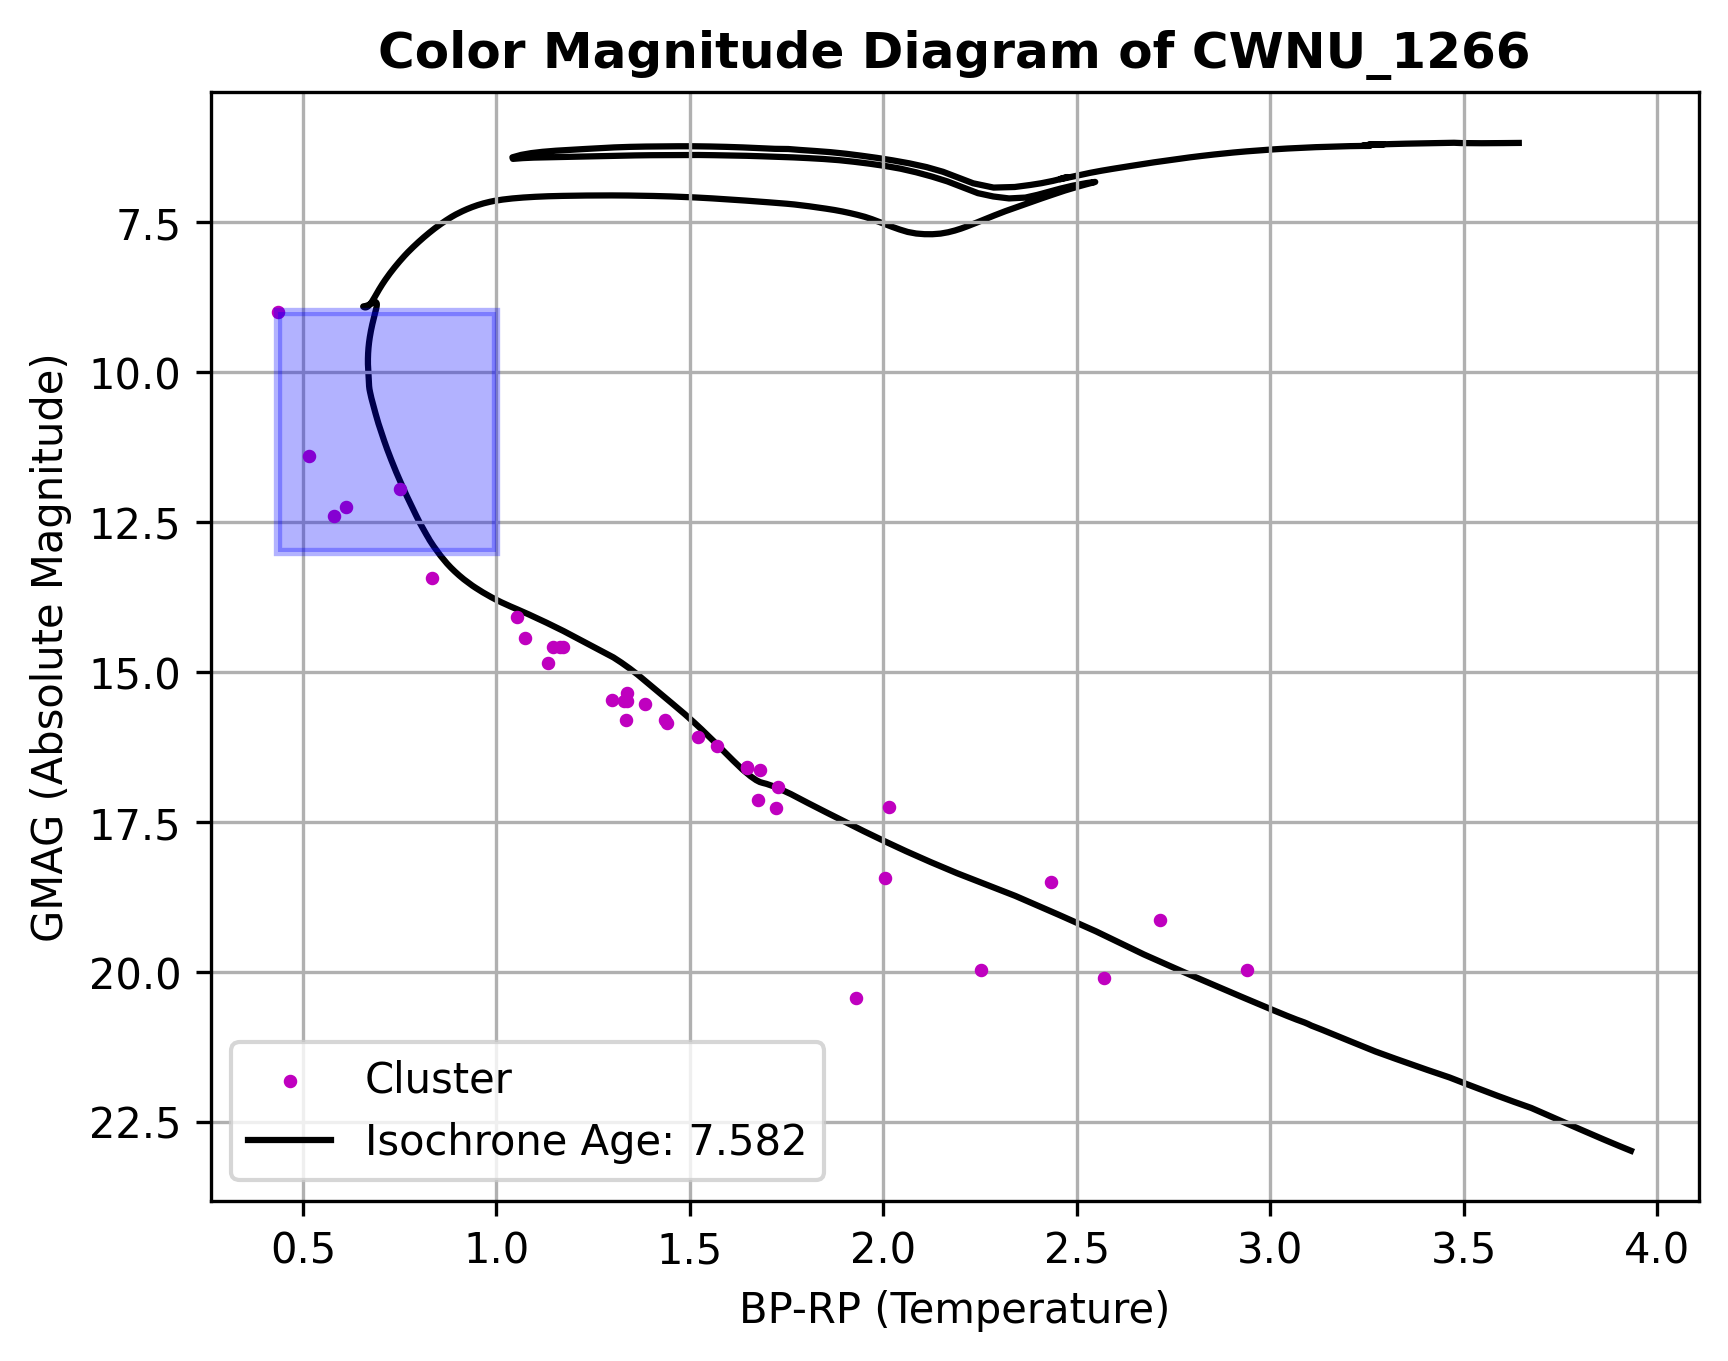 Color Magnitude Diagram of CWNU_1266
GMAG (Absolute Magnitude)
7.5
10.0
12.5
15.0
17.5
20.0
22.5
Cluster
Isochrone Age: 7.582
0.5 1.0 1.5 2.0 2.5 3.0 3.5 4.0
BP-RP (Temperature)